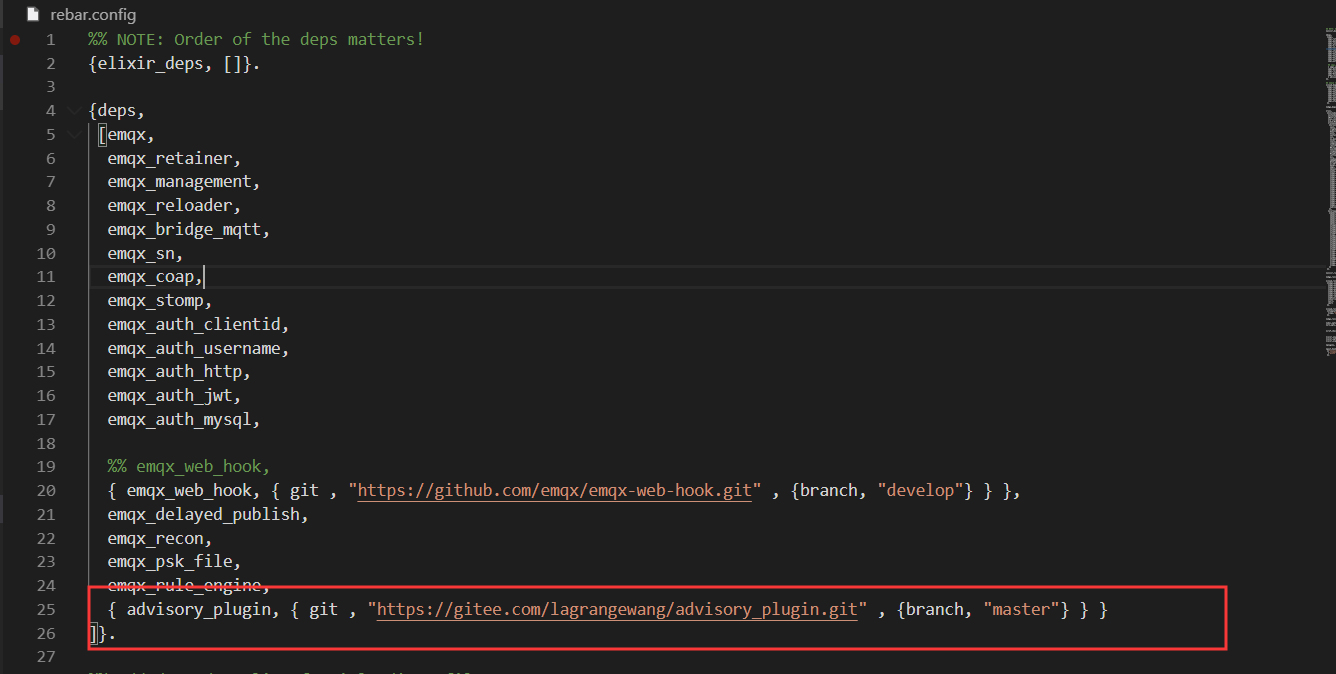 rebar.config
1 %% NOTE: Order of the deps matters!
2 {elixir_deps, []}.
3
4 {deps,
5 [emqx,
6 emqx_retainer,
7 emqx_management,
8 emqx_reloader,
9 emqx_bridge_mqtt,
10 emqx_sn,
11 emqx_coap,
12 emqx_stomp,
13 emqx_auth_clientid,
14 emqx_auth_username,
15 emqx_auth_http,
16 emqx_auth_jwt,
17 emqx_auth_mysql,
18
19 %% emqx_web_hook,
20 { emqx_web_hook, { git , "https://github.com/emqx/emqx-web-hook.git" , {branch, "develop"} } },
21 emqx_delayed_publish,
22 emqx_recon,
23 emqx_psk_file,
24 emqx_rule_engine,
25 { advisory_plugin, { git , "https://gitee.com/lagrangewang/advisory_plugin.git" , {branch, "master"} } }
26 ]}.
27